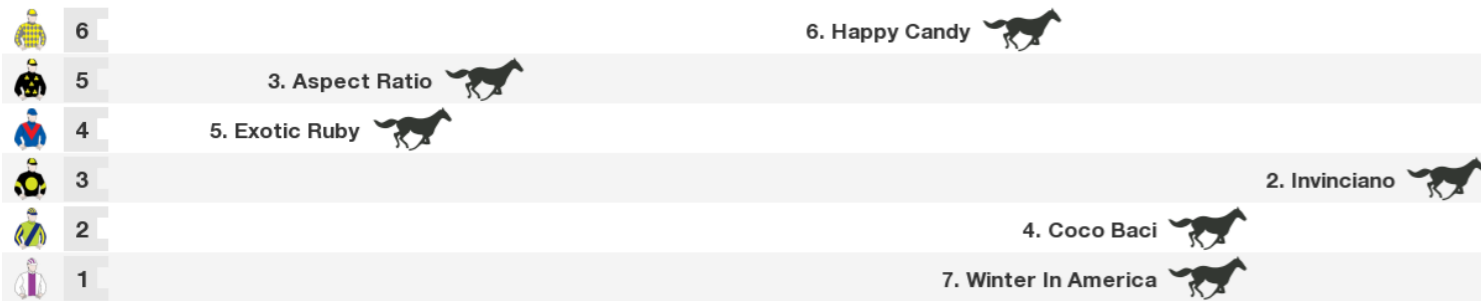 6 6. Happy Candy
5 3. Aspect Ratio
4 5. Exotic Ruby
3 2. Invinciano
2 4. Coco Baci
1 7. Winter In America